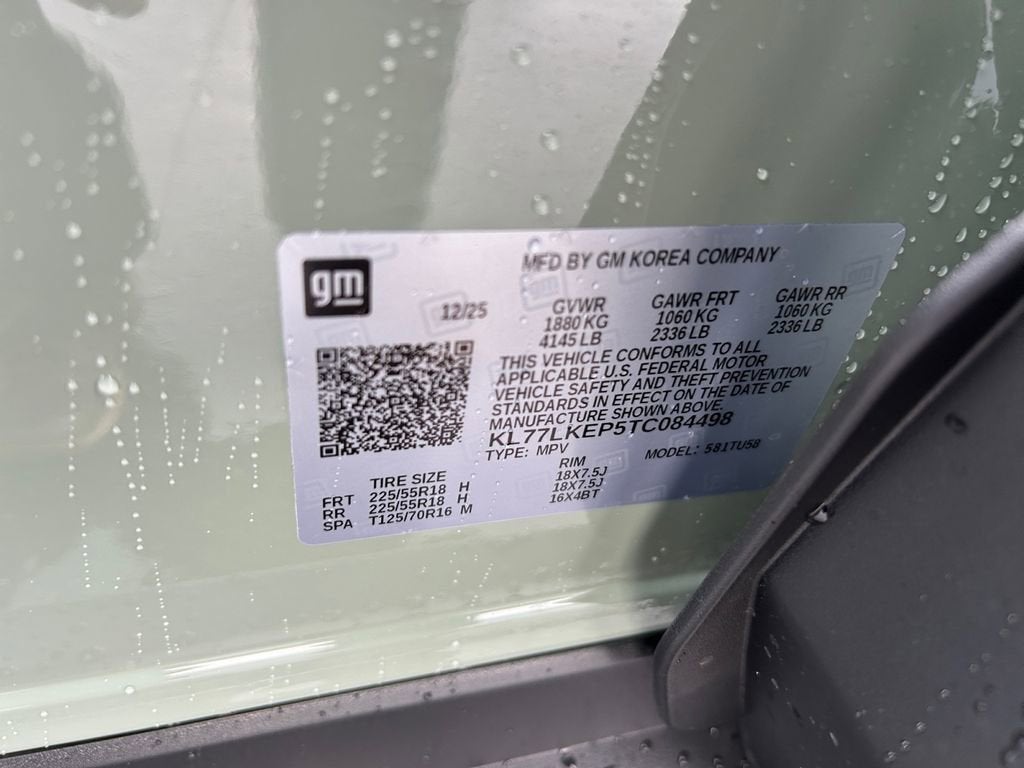 gm
MFD BY GM KOREA COMPANY
12/25
GVWR GAWR FRT GAWR RR
1880 KG 1060 KG 1060 KG
4145 LB 2336 LB 2336 LB
THIS VEHICLE CONFORMS TO ALL
APPLICABLE U.S. FEDERAL MOTOR
VEHICLE SAFETY AND THEFT PREVENTION
STANDARDS IN EFFECT ON THE DATE OF
MANUFACTURE SHOWN ABOVE.
KL77LKEP5TC084498
TYPE: MPV MODEL: 581TU58
TIRE SIZE RIM
FRT 225/55R18 H 18X7.5J
RR 225/55R18 H 18X7.5J
SPA T125/70R16 M 16X4BT